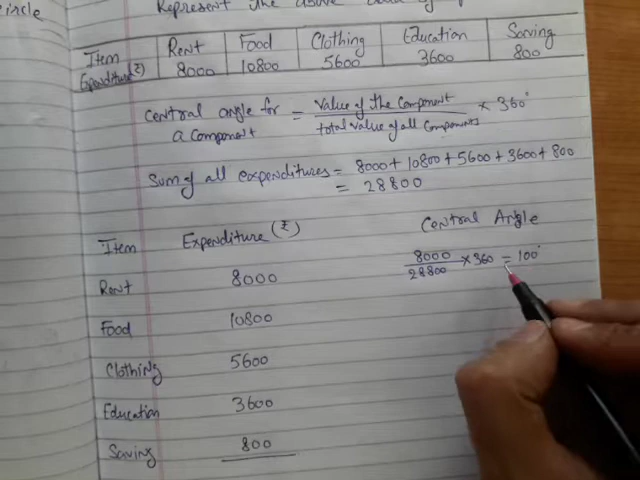 circle
Represent the above data
Item Rent Food Clothing Education Saving
Expenditure(₹) 8000 10800 5600 3600 800
Central angle for a component = Value of the Component / total value of all Components × 360°
Sum of all expenditures = 8000 + 10800 + 5600 + 3600 + 800
= 28800
Item Expenditure (₹) Central Angle
Rent 8000 8000/28800 × 360 = 100°
Food 10800
Clothing 5600
Education 3600
Saving 800